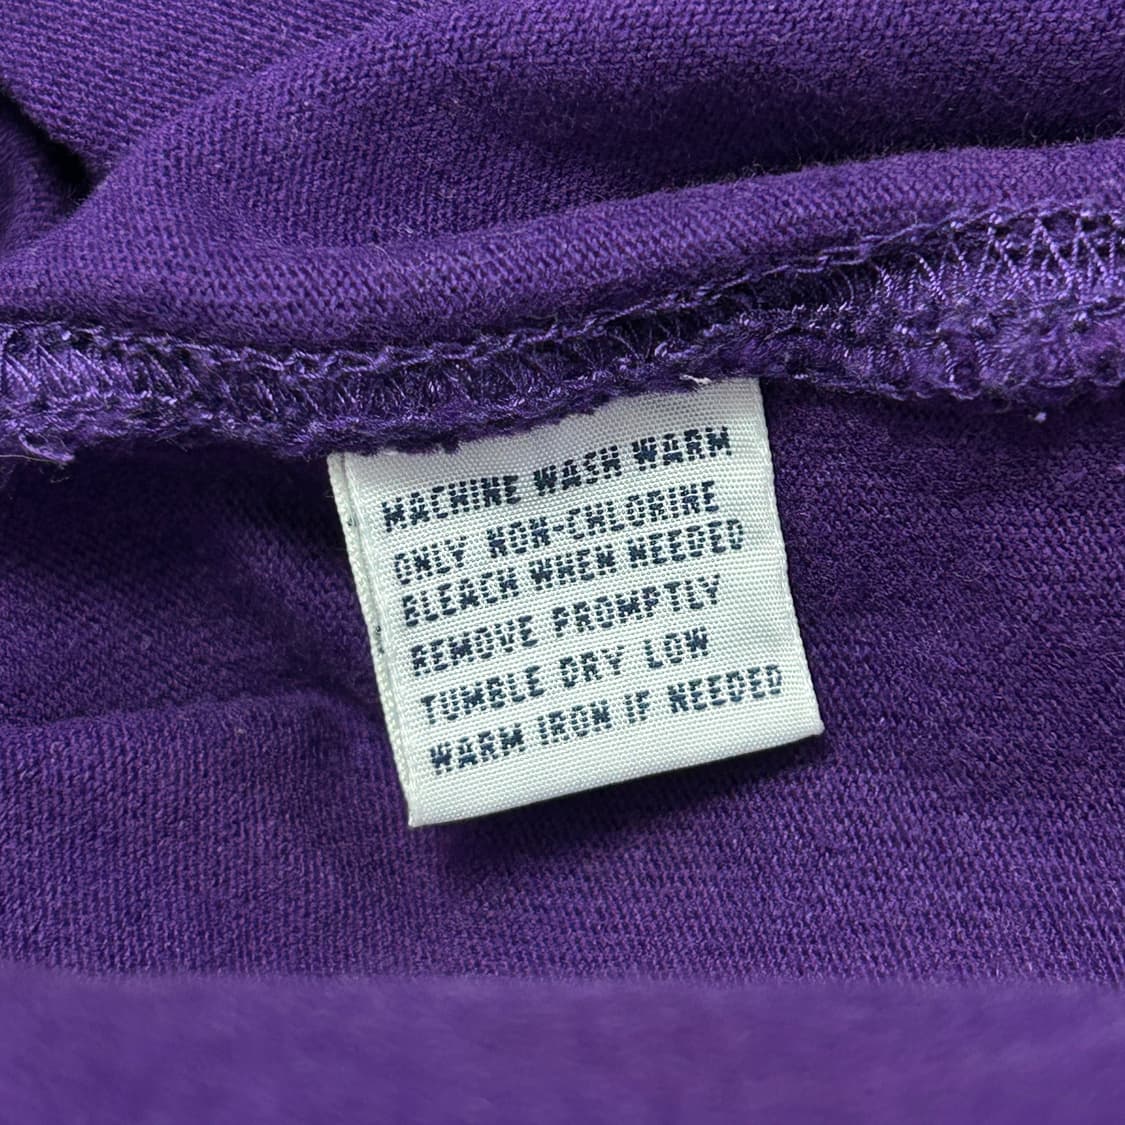 MACHINE WASH WARM
ONLY NON-CHLORINE
BLEACH WHEN NEEDED
REMOVE PROMPTLY
TUMBLE DRY LOW
WARM IRON IF NEEDED